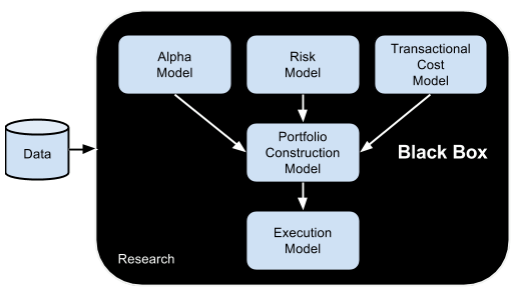 Alpha
Model
Risk
Model
Transactional
Cost
Model
Data
Portfolio
Construction
Model
Black Box
Execution
Model
Research